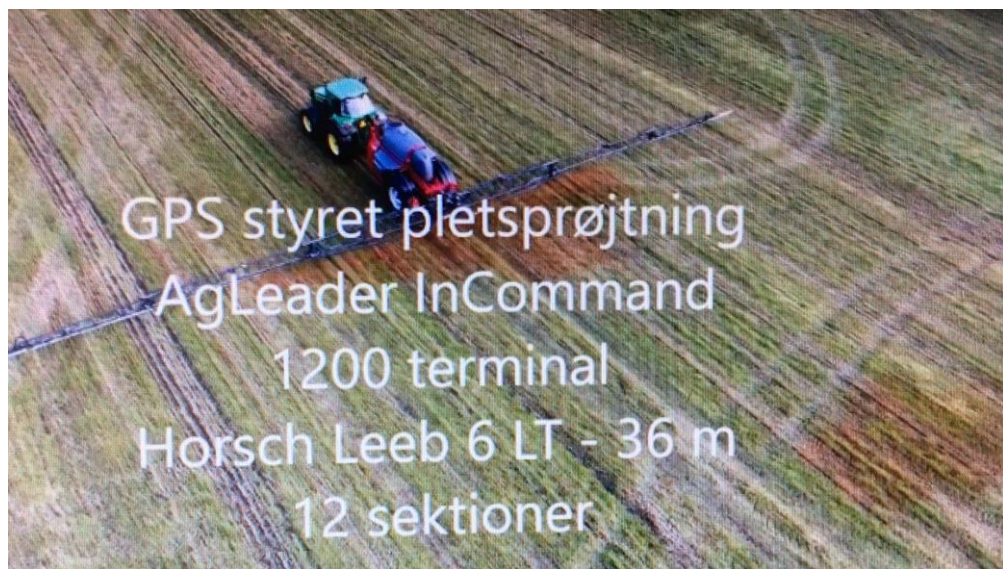 GPS styret pletsprøjtning
AgLeader InCommand
1200 terminal
Horsch Leeb 6 LT - 36 m
12 sektioner